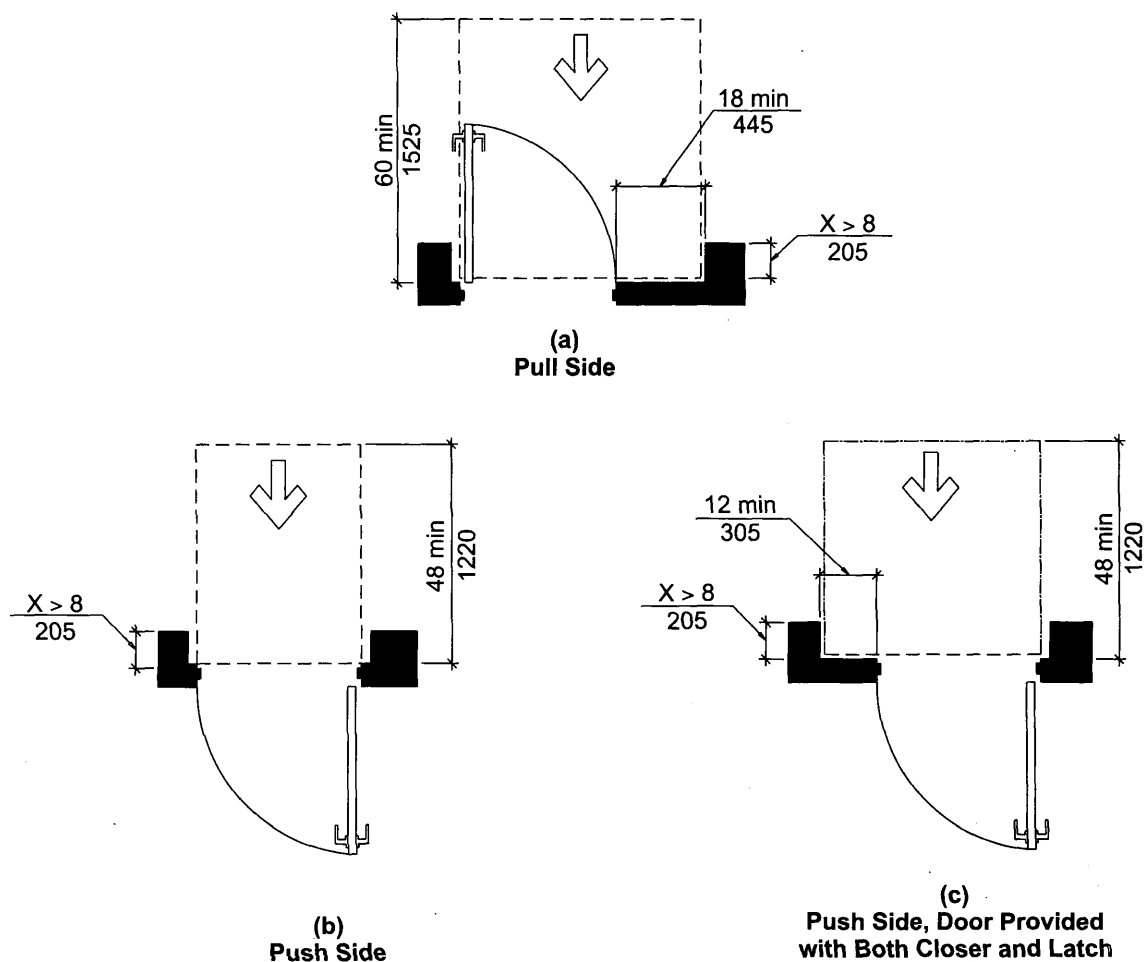 60 min
1525
18 min
445
X > 8
205
(a)
Pull Side
X > 8
205
48 min
1220
(b)
Push Side
12 min
305
X > 8
205
48 min
1220
(c)
Push Side, Door Provided
with Both Closer and Latch